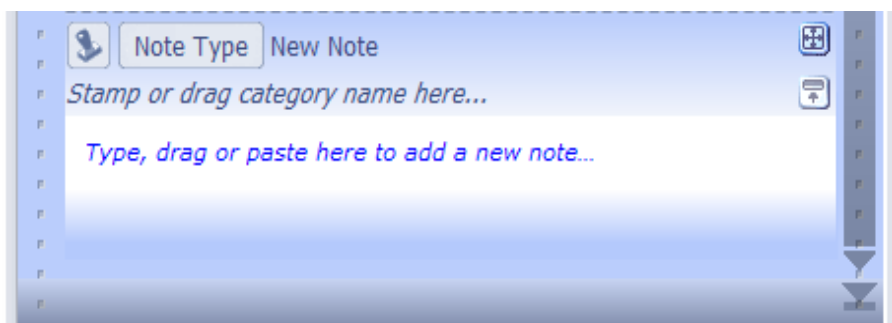 Note Type New Note
Stamp or drag category name here...
Type, drag or paste here to add a new note...